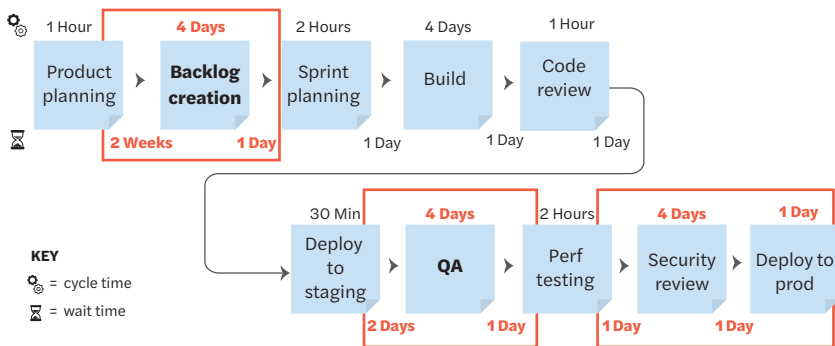 1 Hour
4 Days
2 Hours
4 Days
1 Hour
Product
planning
Backlog
creation
Sprint
planning
Build
Code
review
2 Weeks
1 Day
1 Day
1 Day
1 Day
30 Min
4 Days
2 Hours
4 Days
1 Day
Deploy
to
staging
QA
Perf
testing
Security
review
Deploy to
prod
2 Days
1 Day
1 Day
1 Day
KEY
= cycle time
= wait time